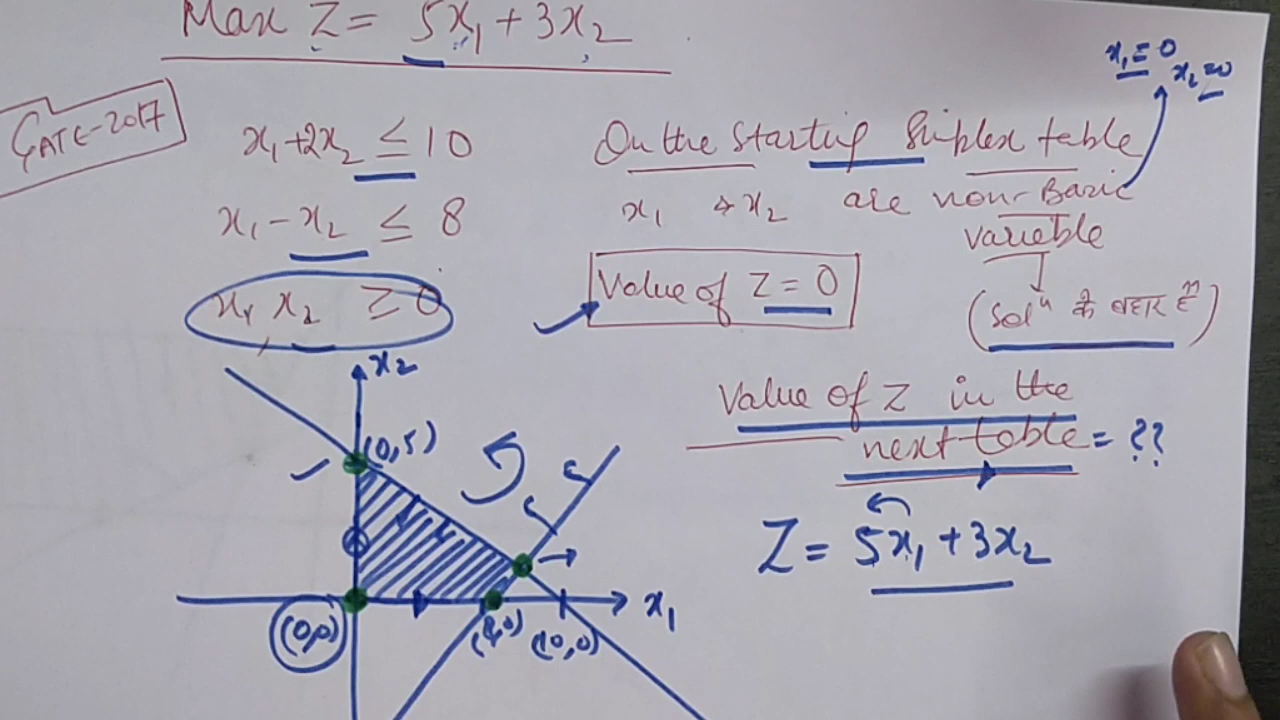 Max Z = 5x₁ + 3x₂
GATE-2017
x₁+2x₂ ≤ 10
x₁ - x₂ ≤ 8
x₁, x₂ ≥ 0
x₁ = 0
x₂ = 0
On the starting Simplex table
x₁ & x₂ are non-Basic
variable
Value of Z = 0
(Solⁿ के बाहर हैं)
Value of Z in the
next table = ??
Z = 5x₁ + 3x₂
x₂
(0,5)
x₁
(0,0)
(8,0)
(10,0)